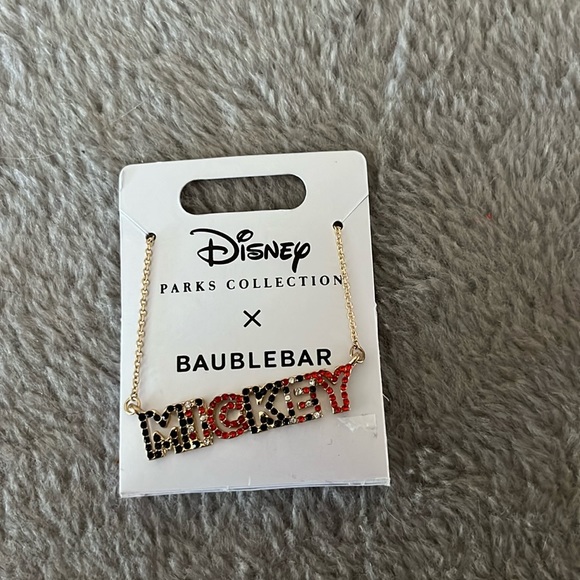 Disney
PARKS COLLECTION
×
BAUBLEBAR
MICKEY